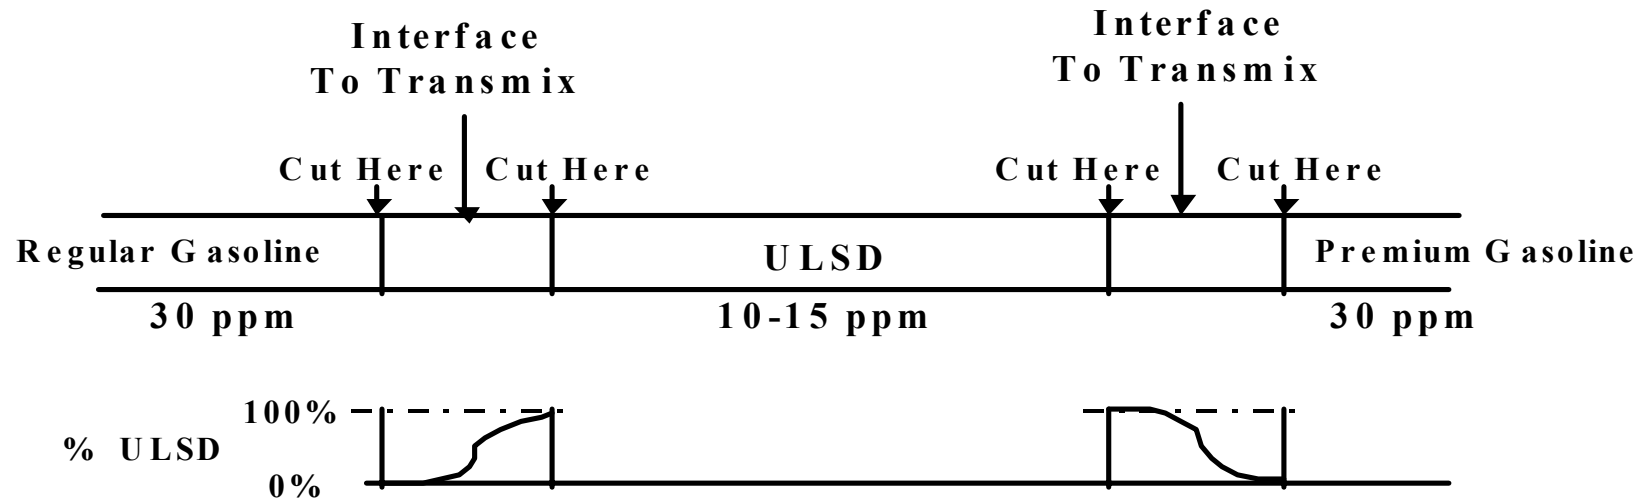 Interface
To Transmix
Interface
To Transmix
Cut Here
Cut Here
Cut Here
Cut Here
Regular Gasoline
ULSD
Premium Gasoline
30 ppm
10-15 ppm
30 ppm
100%
% ULSD
0%